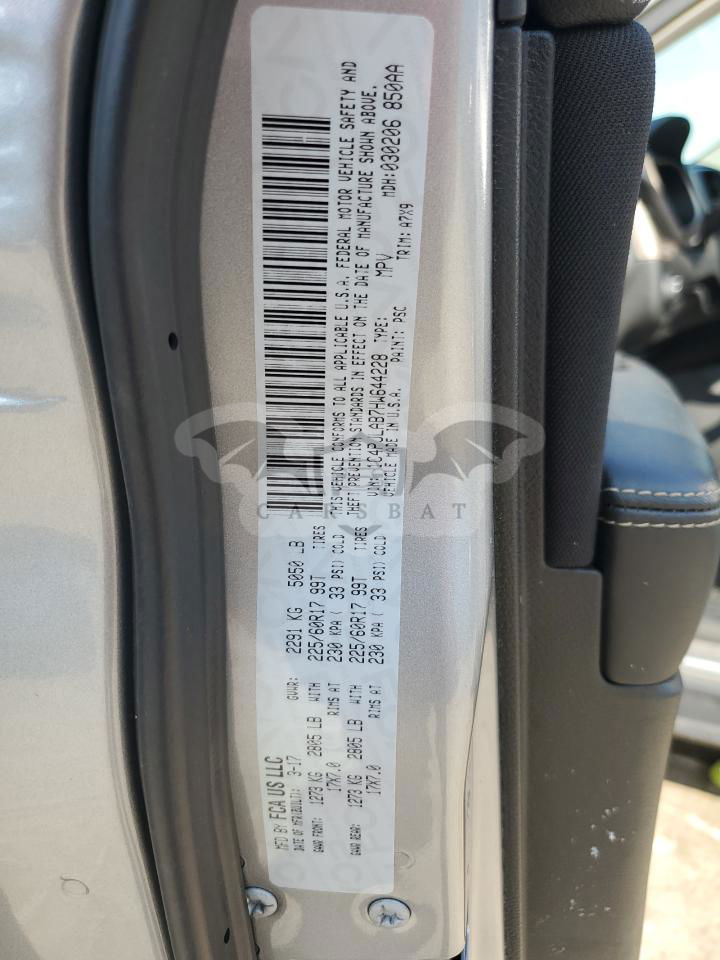 MFD BY FCA US LLC
DATE OF MFR(BUILT): 3-17 GVWR: 2291 KG 5050 LB
GAWR FRONT: 1273 KG 2805 LB WITH 225/60R17 99T TIRES
17X7.0 RIMS AT 230 KPA ( 33 PSI) COLD
GAWR REAR: 1273 KG 2805 LB WITH 225/60R17 99T TIRES
17X7.0 RIMS AT 230 KPA ( 33 PSI) COLD
THIS VEHICLE CONFORMS TO ALL APPLICABLE U.S.A. FEDERAL MOTOR VEHICLE SAFETY AND
THEFT PREVENTION STANDARDS IN EFFECT ON THE DATE OF MANUFACTURE SHOWN ABOVE.
VIN: 1C4PJLAB7HW644228 TYPE: MPV MDH:030206 850AA
VEHICLE MADE IN U.S.A. PAINT: PSC TRIM: A7X9
CARSBAT